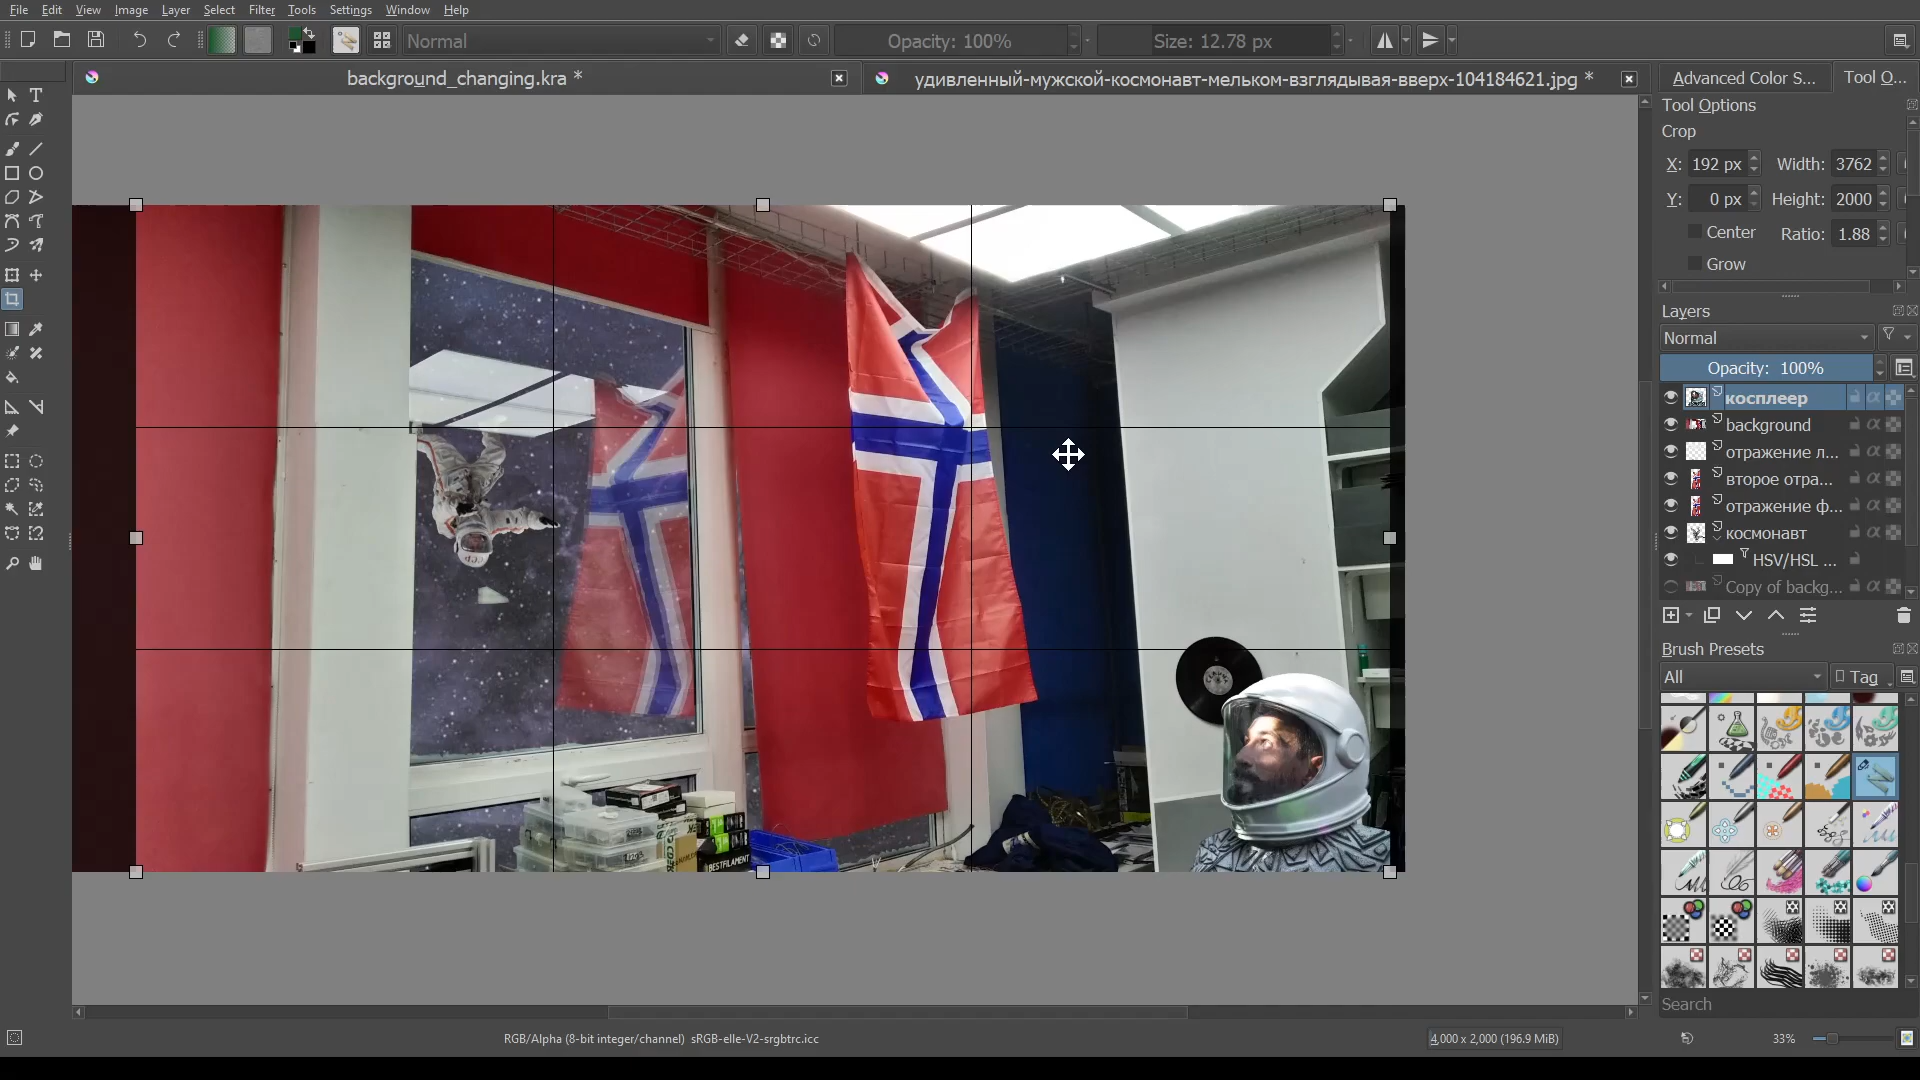 File Edit View Image Layer Select Filter Tools Settings Window Help
Normal Opacity: 100% Size: 12.78 px
background_changing.kra *
удивленный-мужской-космонавт-мельком-взглядывая-вверх-104184621.jpg *
Advanced Color S... Tool O...
Tool Options
Crop
X: 192 px Width: 3762
Y: 0 px Height: 2000
Center Ratio: 1.88
Grow
Layers
Normal
Opacity: 100%
косплеер
background
отражение л...
второе отра...
отражение ф...
космонавт
HSV/HSL ...
Copy of backg...
Brush Presets
All Tag
BESTFILAMENT
Search
RGB/Alpha (8-bit integer/channel) sRGB-elle-V2-srgbtrc.icc
4,000 x 2,000 (196.9 MiB)
33%